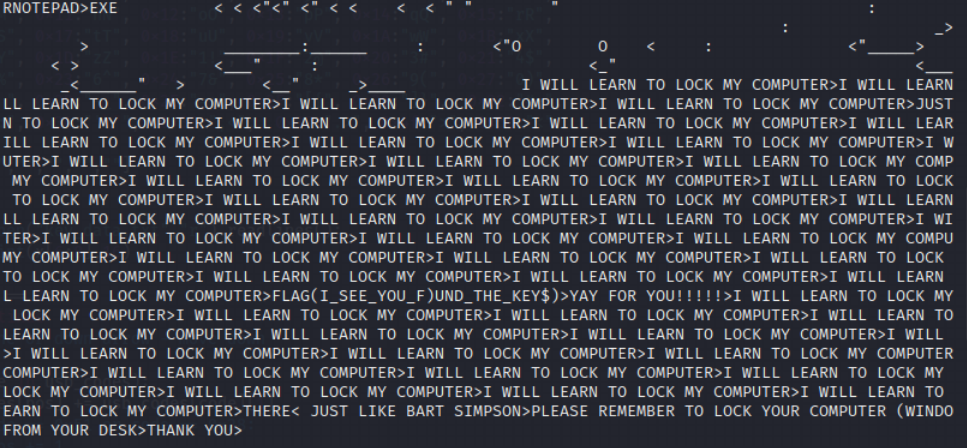 RNOTEPAD>EXE < < <"<" <" < < < < " " " :
: _>
> ________:______ : <"O O < : <"_____>
< > <___" : <_" <___
_<______" > <__" _>____ I WILL LEARN TO LOCK MY COMPUTER>I WILL LEARN
LL LEARN TO LOCK MY COMPUTER>I WILL LEARN TO LOCK MY COMPUTER>I WILL LEARN TO LOCK MY COMPUTER>JUST
N TO LOCK MY COMPUTER>I WILL LEARN TO LOCK MY COMPUTER>I WILL LEARN TO LOCK MY COMPUTER>I WILL LEAR
ILL LEARN TO LOCK MY COMPUTER>I WILL LEARN TO LOCK MY COMPUTER>I WILL LEARN TO LOCK MY COMPUTER>I W
UTER>I WILL LEARN TO LOCK MY COMPUTER>I WILL LEARN TO LOCK MY COMPUTER>I WILL LEARN TO LOCK MY COMP
MY COMPUTER>I WILL LEARN TO LOCK MY COMPUTER>I WILL LEARN TO LOCK MY COMPUTER>I WILL LEARN TO LOCK
TO LOCK MY COMPUTER>I WILL LEARN TO LOCK MY COMPUTER>I WILL LEARN TO LOCK MY COMPUTER>I WILL LEARN
LL LEARN TO LOCK MY COMPUTER>I WILL LEARN TO LOCK MY COMPUTER>I WILL LEARN TO LOCK MY COMPUTER>I WI
TER>I WILL LEARN TO LOCK MY COMPUTER>I WILL LEARN TO LOCK MY COMPUTER>I WILL LEARN TO LOCK MY COMPU
MY COMPUTER>I WILL LEARN TO LOCK MY COMPUTER>I WILL LEARN TO LOCK MY COMPUTER>I WILL LEARN TO LOCK
TO LOCK MY COMPUTER>I WILL LEARN TO LOCK MY COMPUTER>I WILL LEARN TO LOCK MY COMPUTER>I WILL LEARN
L LEARN TO LOCK MY COMPUTER>FLAG(I_SEE_YOU_F)UND_THE_KEY$)>YAY FOR YOU!!!!!>I WILL LEARN TO LOCK MY
LOCK MY COMPUTER>I WILL LEARN TO LOCK MY COMPUTER>I WILL LEARN TO LOCK MY COMPUTER>I WILL LEARN TO
LEARN TO LOCK MY COMPUTER>I WILL LEARN TO LOCK MY COMPUTER>I WILL LEARN TO LOCK MY COMPUTER>I WILL
>I WILL LEARN TO LOCK MY COMPUTER>I WILL LEARN TO LOCK MY COMPUTER>I WILL LEARN TO LOCK MY COMPUTER
COMPUTER>I WILL LEARN TO LOCK MY COMPUTER>I WILL LEARN TO LOCK MY COMPUTER>I WILL LEARN TO LOCK MY
LOCK MY COMPUTER>I WILL LEARN TO LOCK MY COMPUTER>I WILL LEARN TO LOCK MY COMPUTER>I WILL LEARN TO
EARN TO LOCK MY COMPUTER>THERE< JUST LIKE BART SIMPSON>PLEASE REMEMBER TO LOCK YOUR COMPUTER (WINDO
FROM YOUR DESK>THANK YOU>